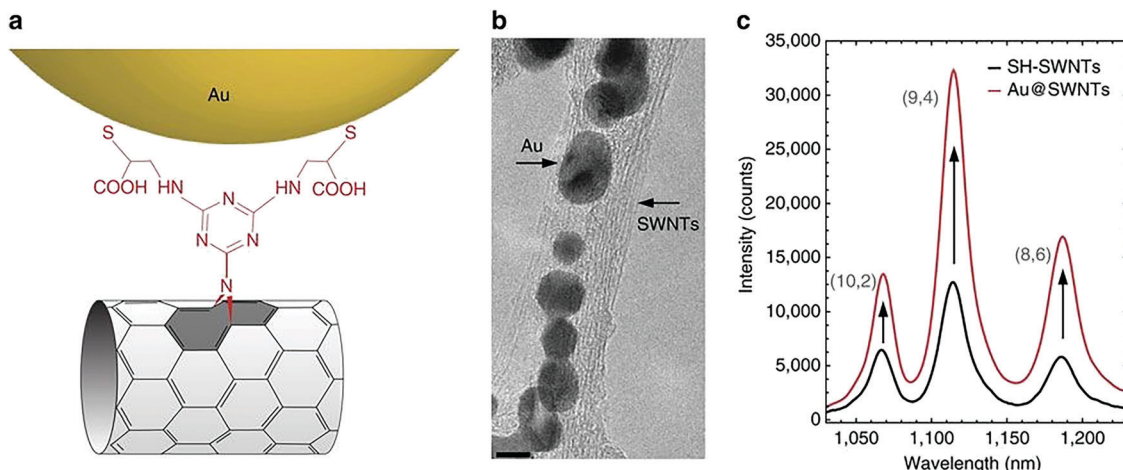 a
Au
S
S
COOH
HN
HN
COOH
N
N
N
N
b
Au
SWNTs
c
35,000
30,000
25,000
20,000
15,000
10,000
5,000
0
Intensity (counts)
SH-SWNTs
Au@SWNTs
(9,4)
(10,2)
(8,6)
1,050
1,100
1,150
1,200
Wavelength (nm)